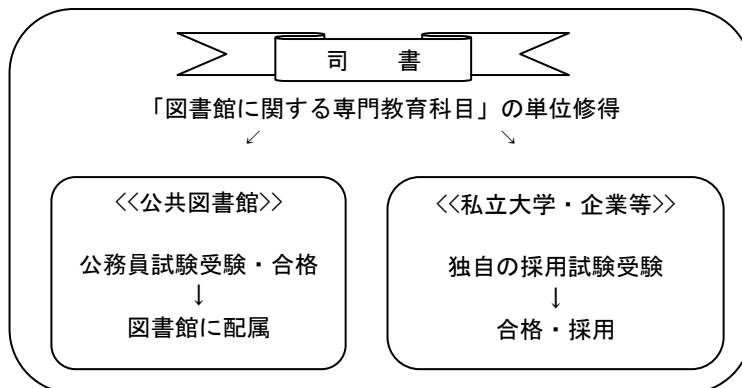 司　書
「図書館に関する専門教育科目」の単位修得
↙　↘
<<公共図書館>>
公務員試験受験・合格
↓
図書館に配属
<<私立大学・企業等>>
独自の採用試験受験
↓
合格・採用